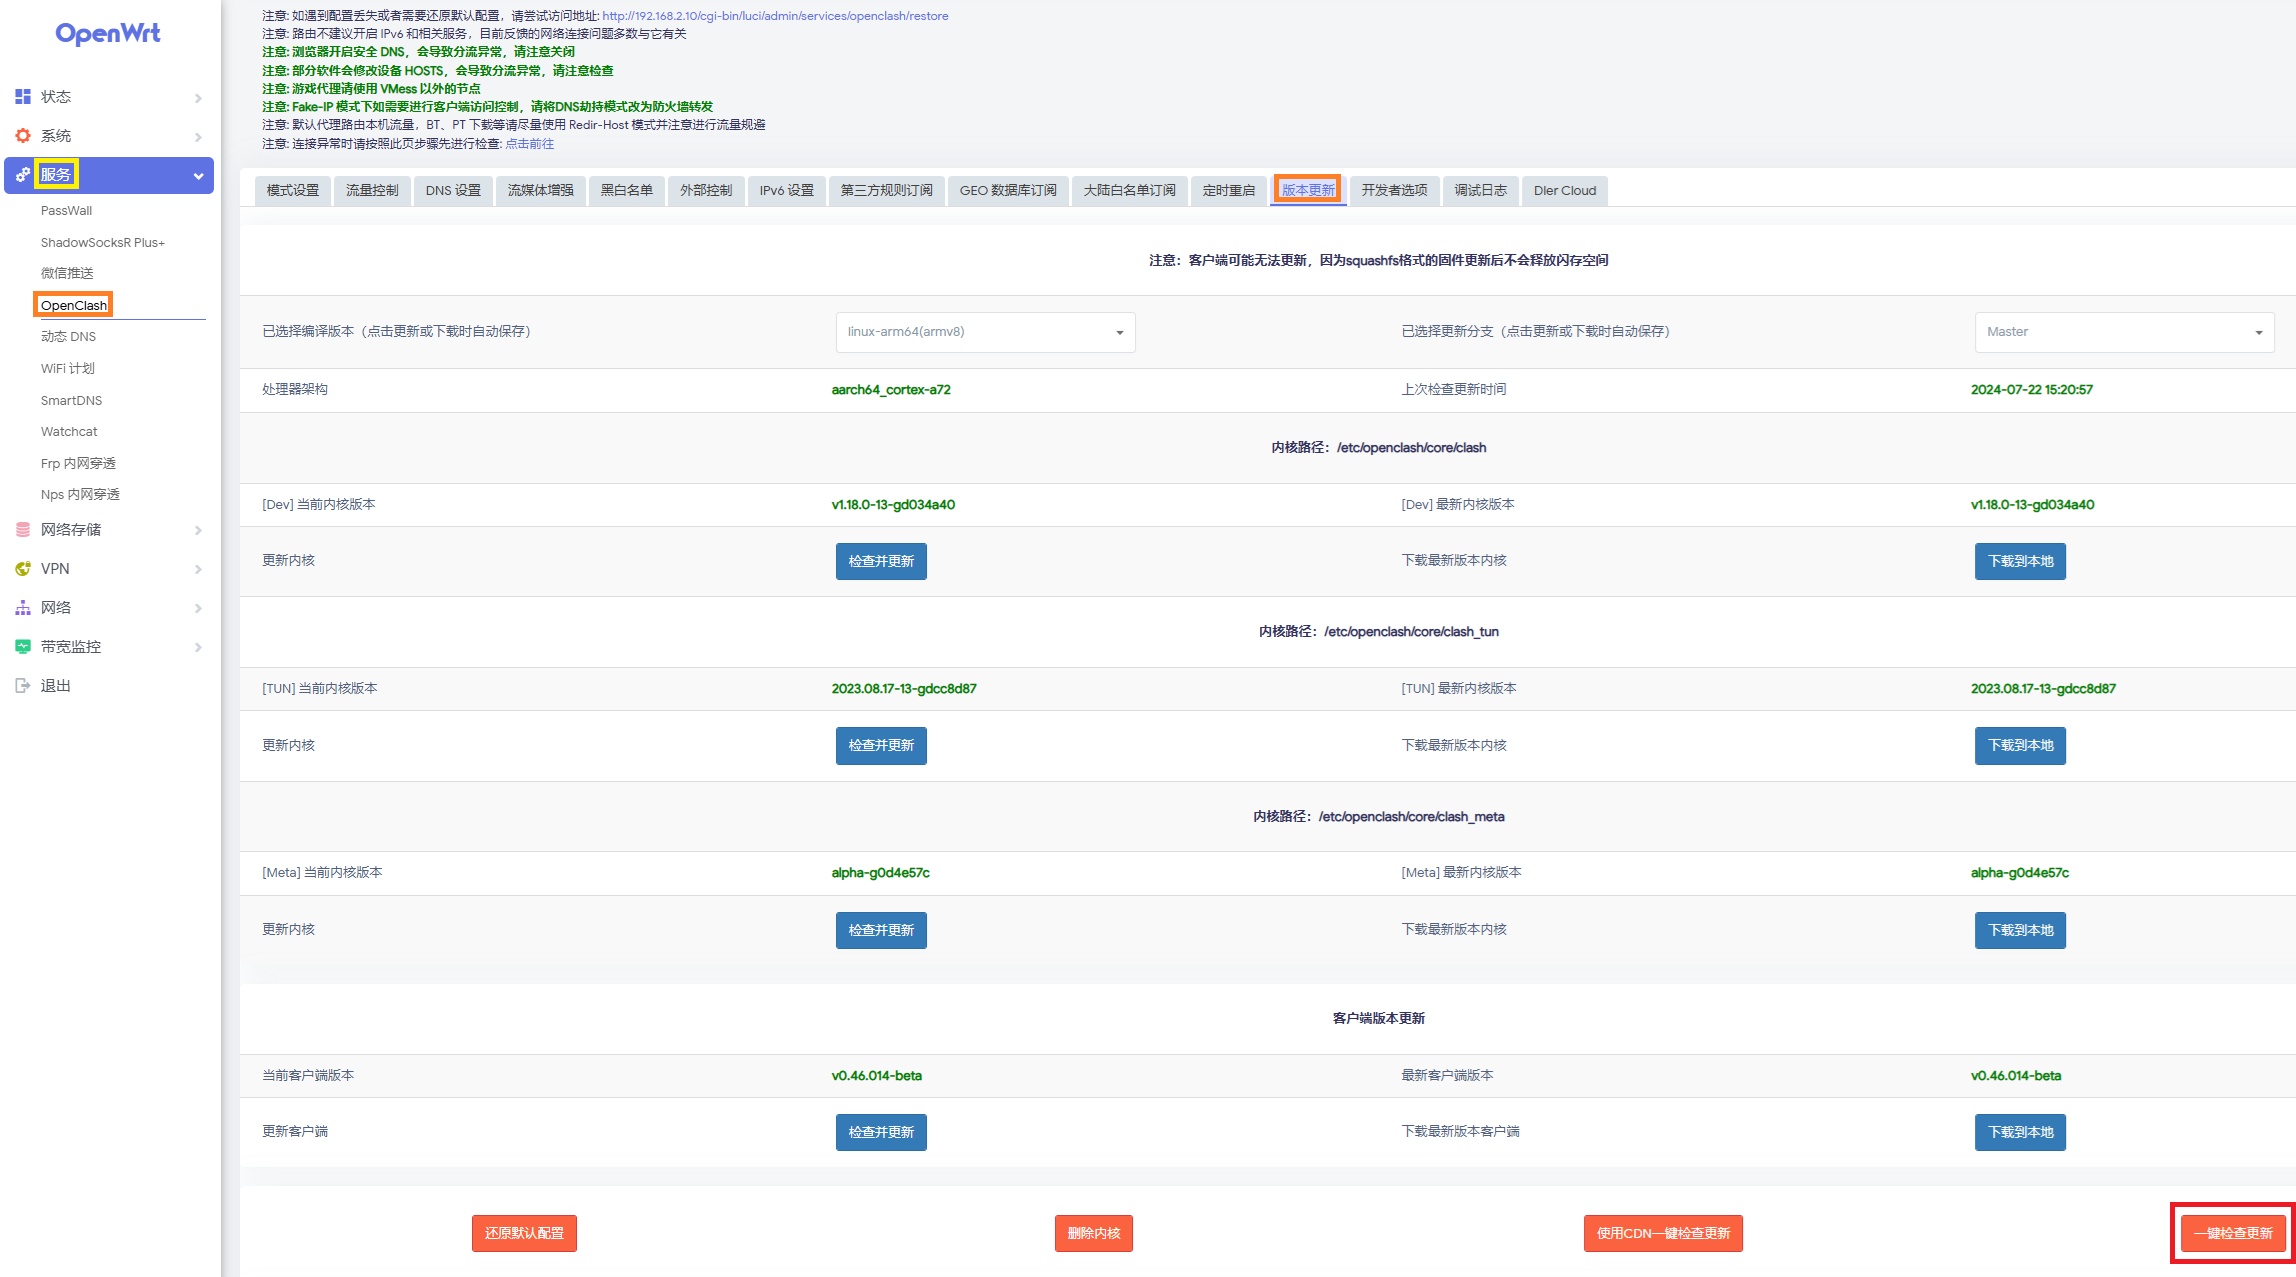 OpenWrt
状态
系统
服务
PassWall
ShadowSocksR Plus+
微信推送
OpenClash
动态 DNS
WiFi 计划
SmartDNS
Watchcat
Frp 内网穿透
Nps 内网穿透
网络存储
VPN
网络
带宽监控
退出
注意: 如遇到配置丢失或者需要还原默认配置，请尝试访问地址: http://192.168.2.10/cgi-bin/luci/admin/services/openclash/restore
注意: 路由不建议开启 IPv6 和相关服务，目前反馈的网络连接问题多数与它有关
注意: 浏览器开启安全 DNS，会导致分流异常，请注意关闭
注意: 部分软件会修改设备 HOSTS，会导致分流异常，请注意检查
注意: 游戏代理请使用 VMess 以外的节点
注意: Fake-IP 模式下如需要进行客户端访问控制，请将DNS劫持模式改为防火墙转发
注意: 默认代理路由本机流量，BT、PT 下载等请尽量使用 Redir-Host 模式并注意进行流量规避
注意: 连接异常时请按照此页步骤先进行检查: 点击前往
模式设置 流量控制 DNS 设置 流媒体增强 黑白名单 外部控制 IPv6 设置 第三方规则订阅 GEO 数据库订阅 大陆白名单订阅 定时重启 版本更新 开发者选项 调试日志 Dler Cloud
注意：客户端可能无法更新，因为squashfs格式的固件更新后不会释放闪存空间
已选择编译版本（点击更新或下载时自动保存） linux-arm64(armv8) 已选择更新分支（点击更新或下载时自动保存） Master
处理器架构 aarch64_cortex-a72 上次检查更新时间 2024-07-22 15:20:57
内核路径：/etc/openclash/core/clash
[Dev] 当前内核版本 v1.18.0-13-gd034a40 [Dev] 最新内核版本 v1.18.0-13-gd034a40
更新内核 检查并更新 下载最新版本内核 下载到本地
内核路径：/etc/openclash/core/clash_tun
[TUN] 当前内核版本 2023.08.17-13-gdcc8d87 [TUN] 最新内核版本 2023.08.17-13-gdcc8d87
更新内核 检查并更新 下载最新版本内核 下载到本地
内核路径：/etc/openclash/core/clash_meta
[Meta] 当前内核版本 alpha-g0d4e57c [Meta] 最新内核版本 alpha-g0d4e57c
更新内核 检查并更新 下载最新版本内核 下载到本地
客户端版本更新
当前客户端版本 v0.46.014-beta 最新客户端版本 v0.46.014-beta
更新客户端 检查并更新 下载最新版本客户端 下载到本地
还原默认配置 删除内核 使用CDN一键检查更新 一键检查更新